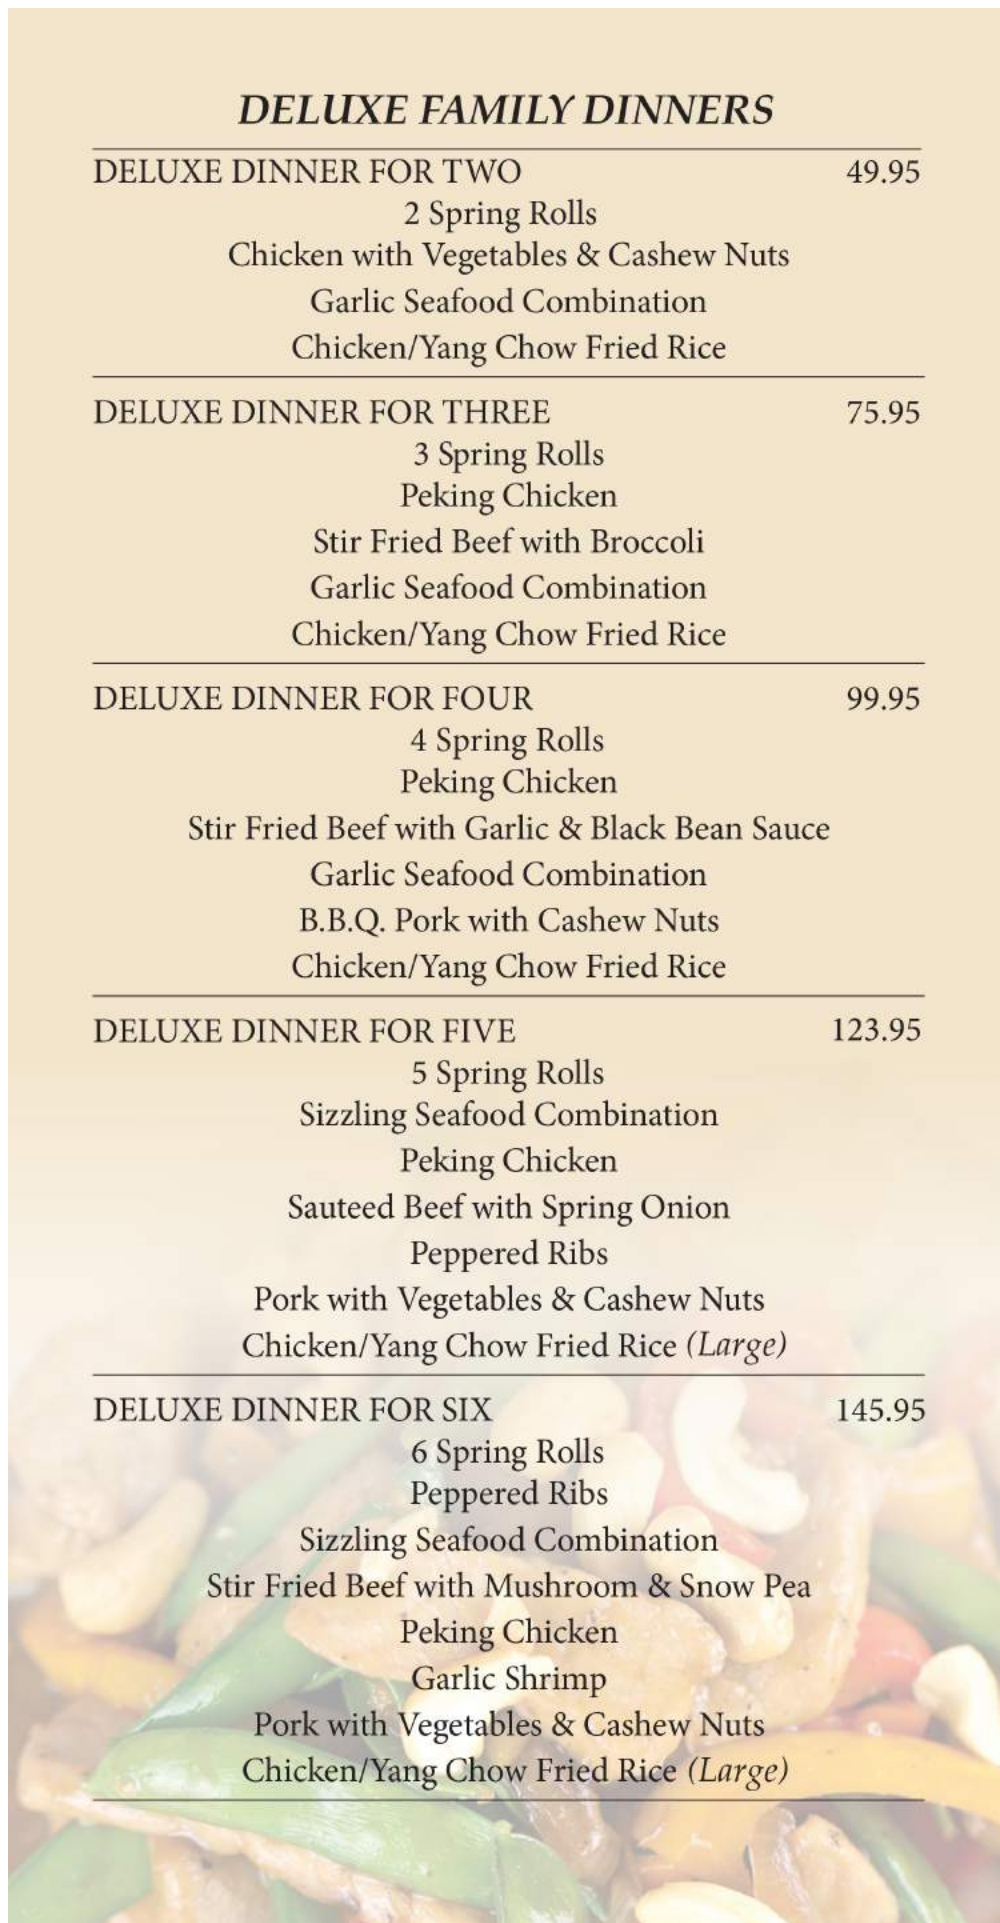 DELUXE FAMILY DINNERS
DELUXE DINNER FOR TWO 49.95
2 Spring Rolls
Chicken with Vegetables & Cashew Nuts
Garlic Seafood Combination
Chicken/Yang Chow Fried Rice
DELUXE DINNER FOR THREE 75.95
3 Spring Rolls
Peking Chicken
Stir Fried Beef with Broccoli
Garlic Seafood Combination
Chicken/Yang Chow Fried Rice
DELUXE DINNER FOR FOUR 99.95
4 Spring Rolls
Peking Chicken
Stir Fried Beef with Garlic & Black Bean Sauce
Garlic Seafood Combination
B.B.Q. Pork with Cashew Nuts
Chicken/Yang Chow Fried Rice
DELUXE DINNER FOR FIVE 123.95
5 Spring Rolls
Sizzling Seafood Combination
Peking Chicken
Sauteed Beef with Spring Onion
Peppered Ribs
Pork with Vegetables & Cashew Nuts
Chicken/Yang Chow Fried Rice (Large)
DELUXE DINNER FOR SIX 145.95
6 Spring Rolls
Peppered Ribs
Sizzling Seafood Combination
Stir Fried Beef with Mushroom & Snow Pea
Peking Chicken
Garlic Shrimp
Pork with Vegetables & Cashew Nuts
Chicken/Yang Chow Fried Rice (Large)